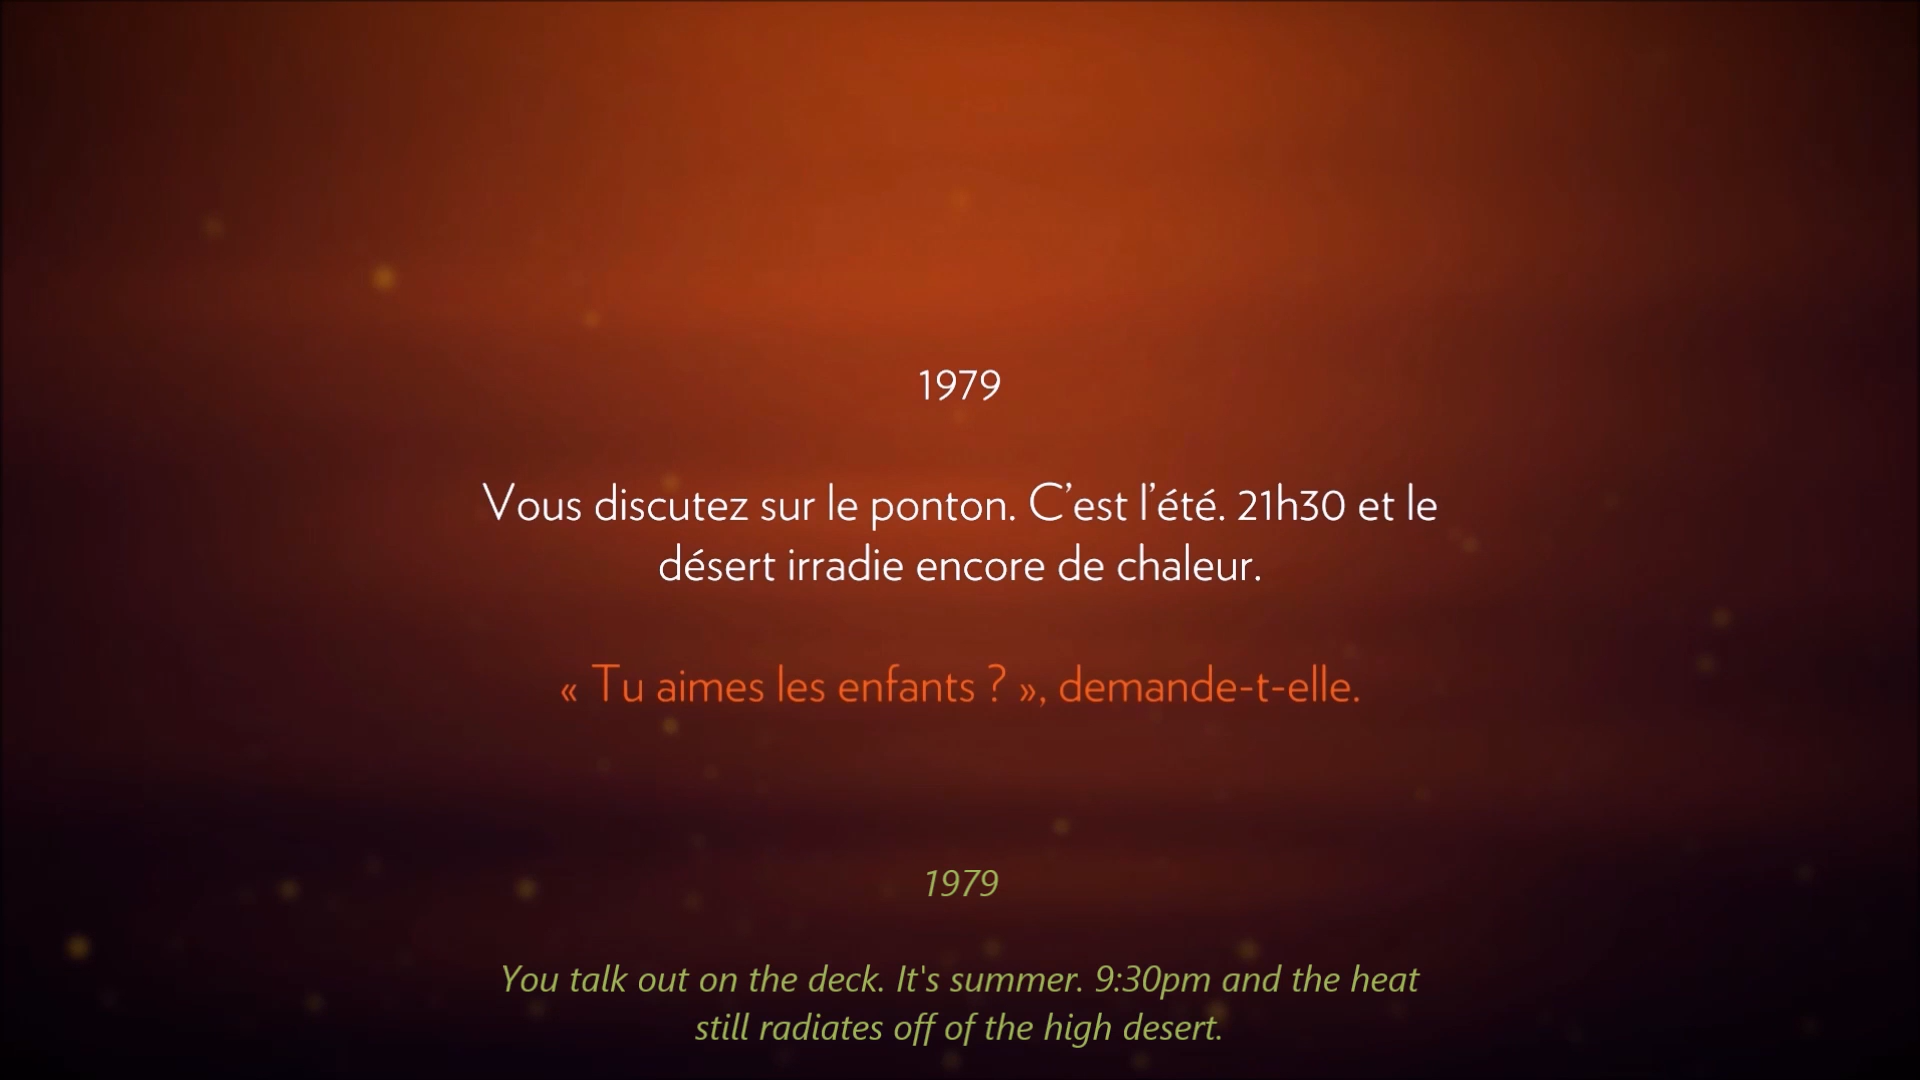 1979
Vous discutez sur le ponton. C’est l’été. 21h30 et le
désert irradie encore de chaleur.
« Tu aimes les enfants ? », demande-t-elle.
1979
You talk out on the deck. It's summer. 9:30pm and the heat
still radiates off of the high desert.